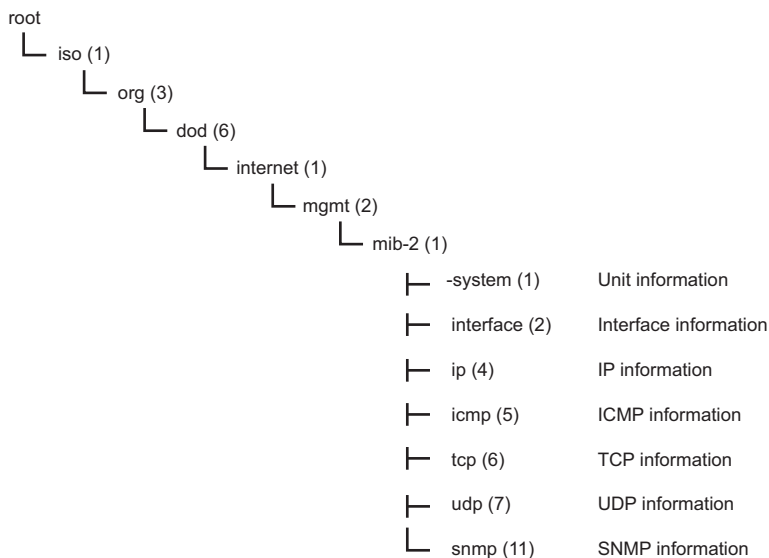 root
iso (1)
org (3)
dod (6)
internet (1)
mgmt (2)
mib-2 (1)
-system (1) Unit information
interface (2) Interface information
ip (4) IP information
icmp (5) ICMP information
tcp (6) TCP information
udp (7) UDP information
snmp (11) SNMP information